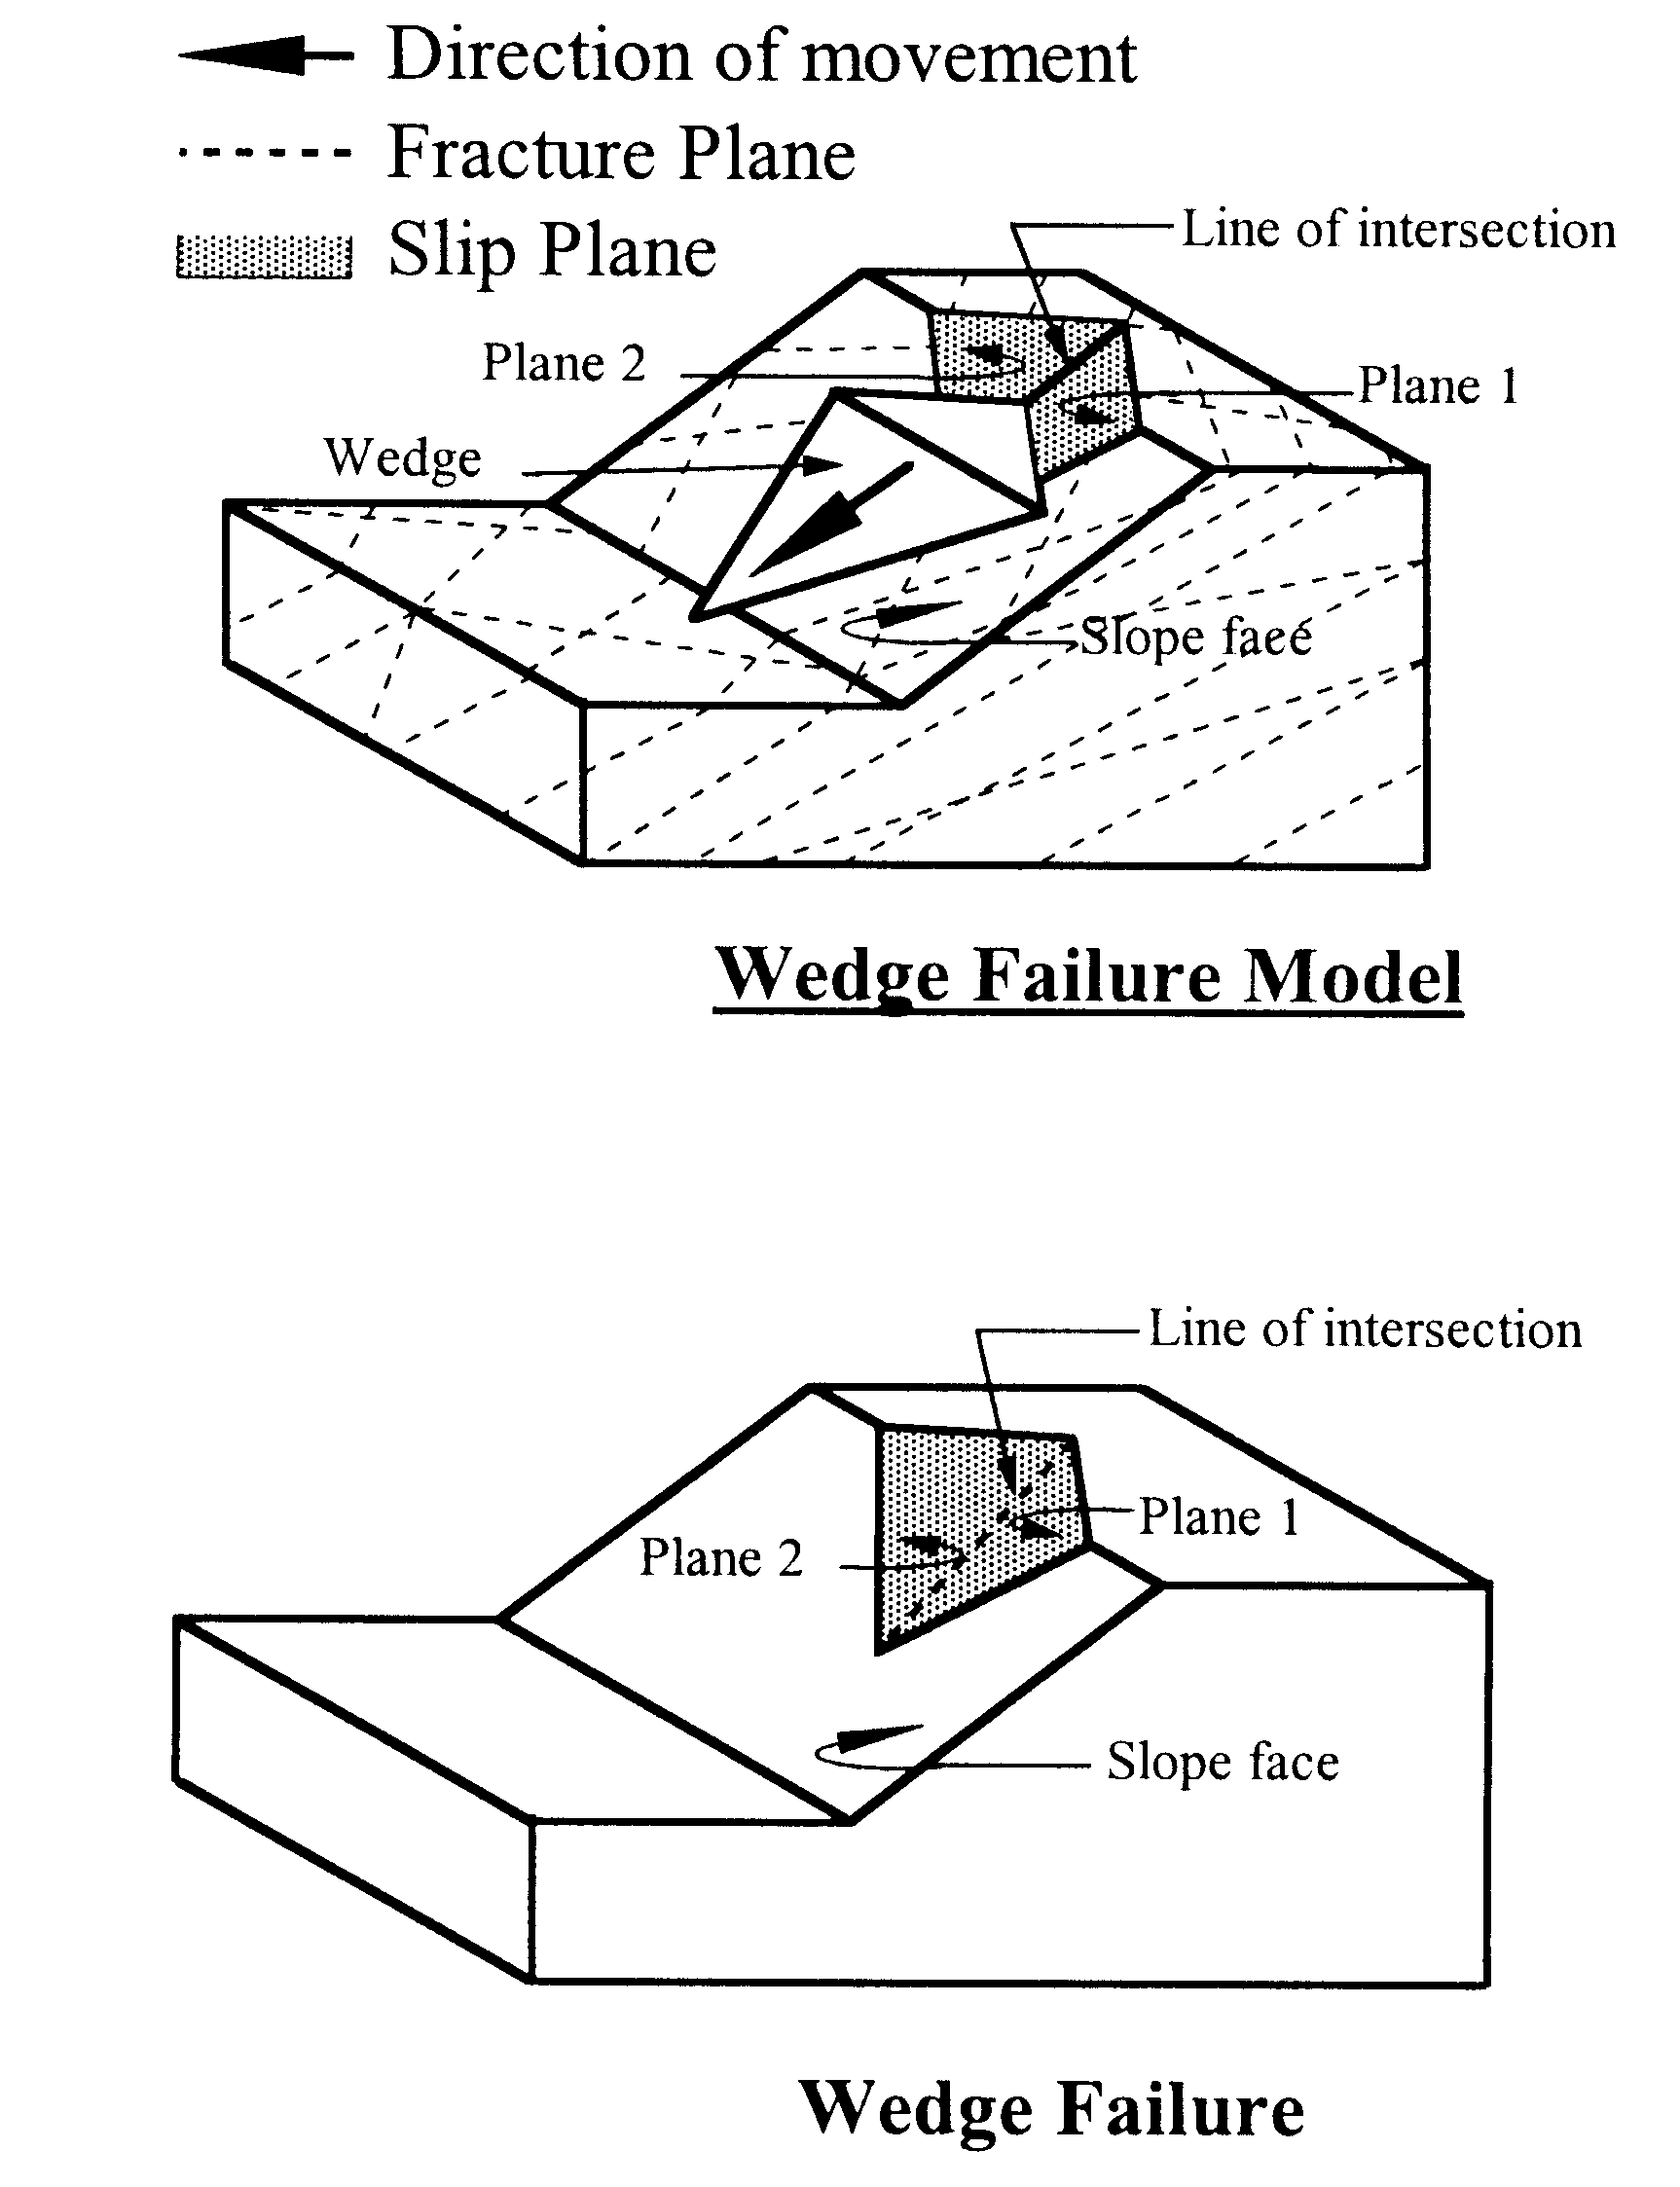 Direction of movement
Fracture Plane
Slip Plane
Line of intersection
Plane 2
Plane 1
Wedge
Slope face
Wedge Failure Model
Line of intersection
Plane 1
Plane 2
Slope face
Wedge Failure